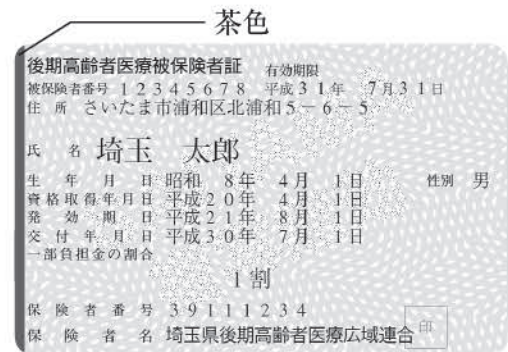 茶色
後期高齢者医療被保険者証 有効期限
被保険者番号 12345678 平成31年 7月31日
住所 さいたま市浦和区北浦和5-6-5
氏名 埼玉 太郎
生年月日 昭和 8年 4月 1日 性別 男
資格取得年月日 平成20年 4月 1日
発効期日 平成21年 8月 1日
交付年月日 平成30年 7月 1日
一部負担金の割合
1割
保険者番号 39111234
保険者名 埼玉県後期高齢者医療広域連合 印